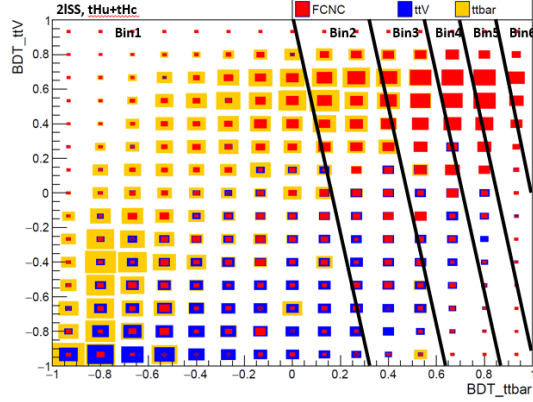 2lSS, tHu+tHc
FCNC ttV ttbar
Bin1 Bin2 Bin3 Bin4 Bin5 Bin6
BDT_ttV
1
0.8
0.6
0.4
0.2
0
−0.2
−0.4
−0.6
−0.8
−1
−1 −0.8 −0.6 −0.4 −0.2 0 0.2 0.4 0.6 0.8 1
BDT_ttbar